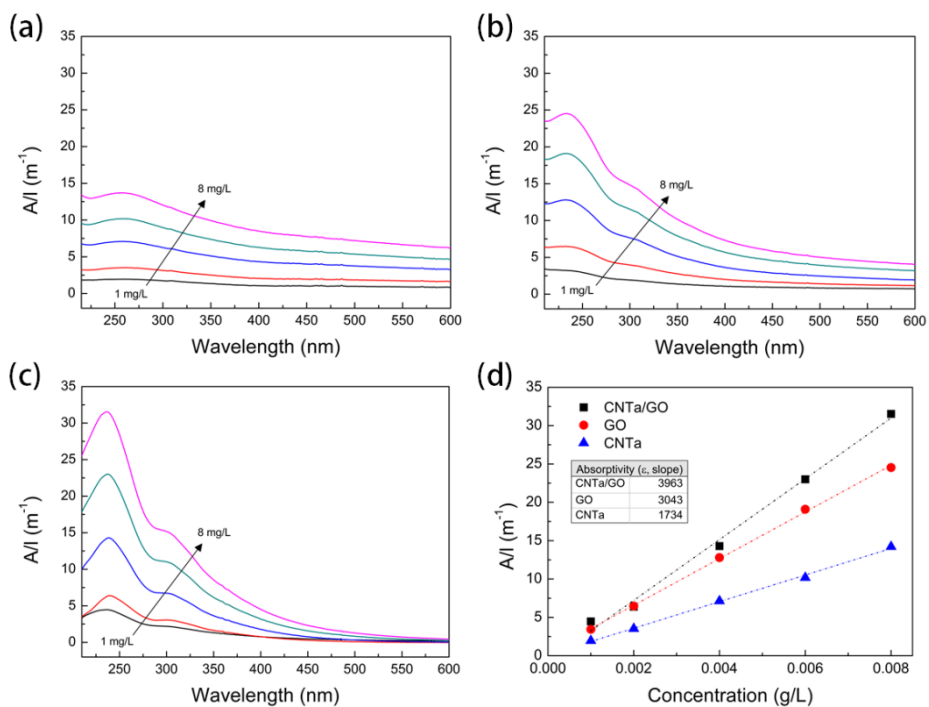 (a)
35
30
25
20
15
10
5
0
A/I (m⁻¹)
8 mg/L
1 mg/L
250 300 350 400 450 500 550 600
Wavelength (nm)
(b)
35
30
25
20
15
10
5
0
A/I (m⁻¹)
8 mg/L
1 mg/L
250 300 350 400 450 500 550 600
Wavelength (nm)
(c)
35
30
25
20
15
10
5
0
A/I (m⁻¹)
8 mg/L
1 mg/L
250 300 350 400 450 500 550 600
Wavelength (nm)
(d)
35
30
25
20
15
10
5
0
A/I (m⁻¹)
CNTa/GO
GO
CNTa
Absorptivity (ε, slope)
CNTa/GO 3963
GO 3043
CNTa 1734
0.000 0.002 0.004 0.006 0.008
Concentration (g/L)